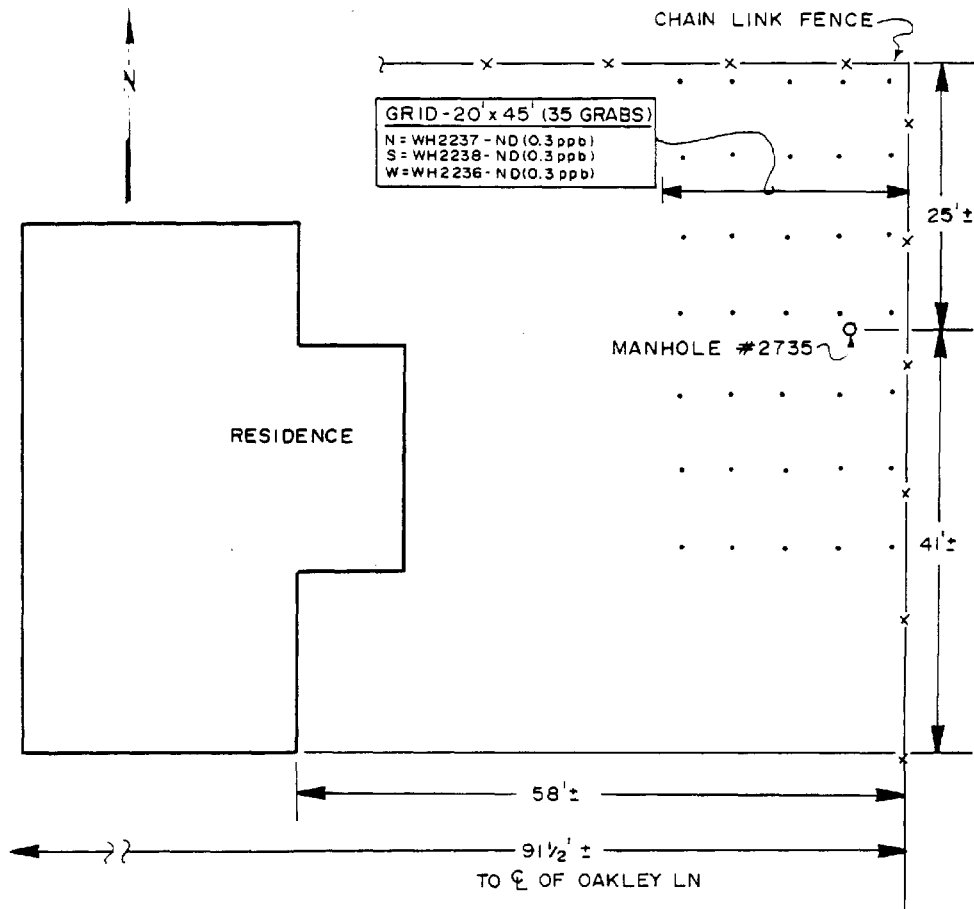 CHAIN LINK FENCE
N
GRID-20'x 45' (35 GRABS)
N = WH2237 - ND (0.3 ppb)
S = WH2238 - ND (0.3 ppb)
W = WH2236 - ND (0.3 ppb)
25'±
MANHOLE #2735
RESIDENCE
41'±
58'±
91 1/2' ±
TO ℄ OF OAKLEY LN